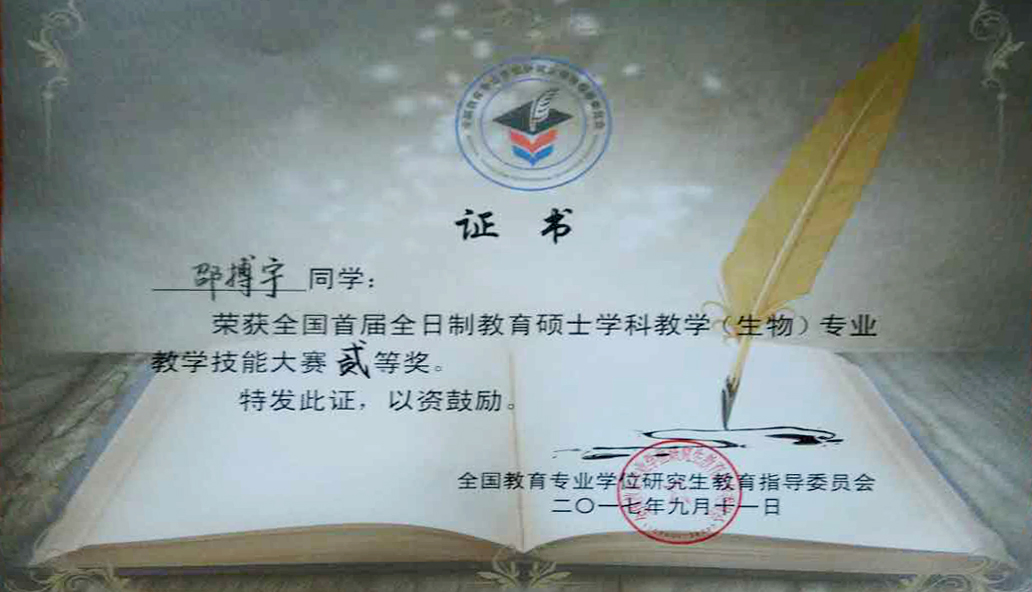 证书
邵搏宇同学：
荣获全国首届全日制教育硕士学科教学（生物）专业
教学技能大赛贰等奖。
特发此证，以资鼓励。
全国教育专业学位研究生教育指导委员会
二〇一七年九月十一日